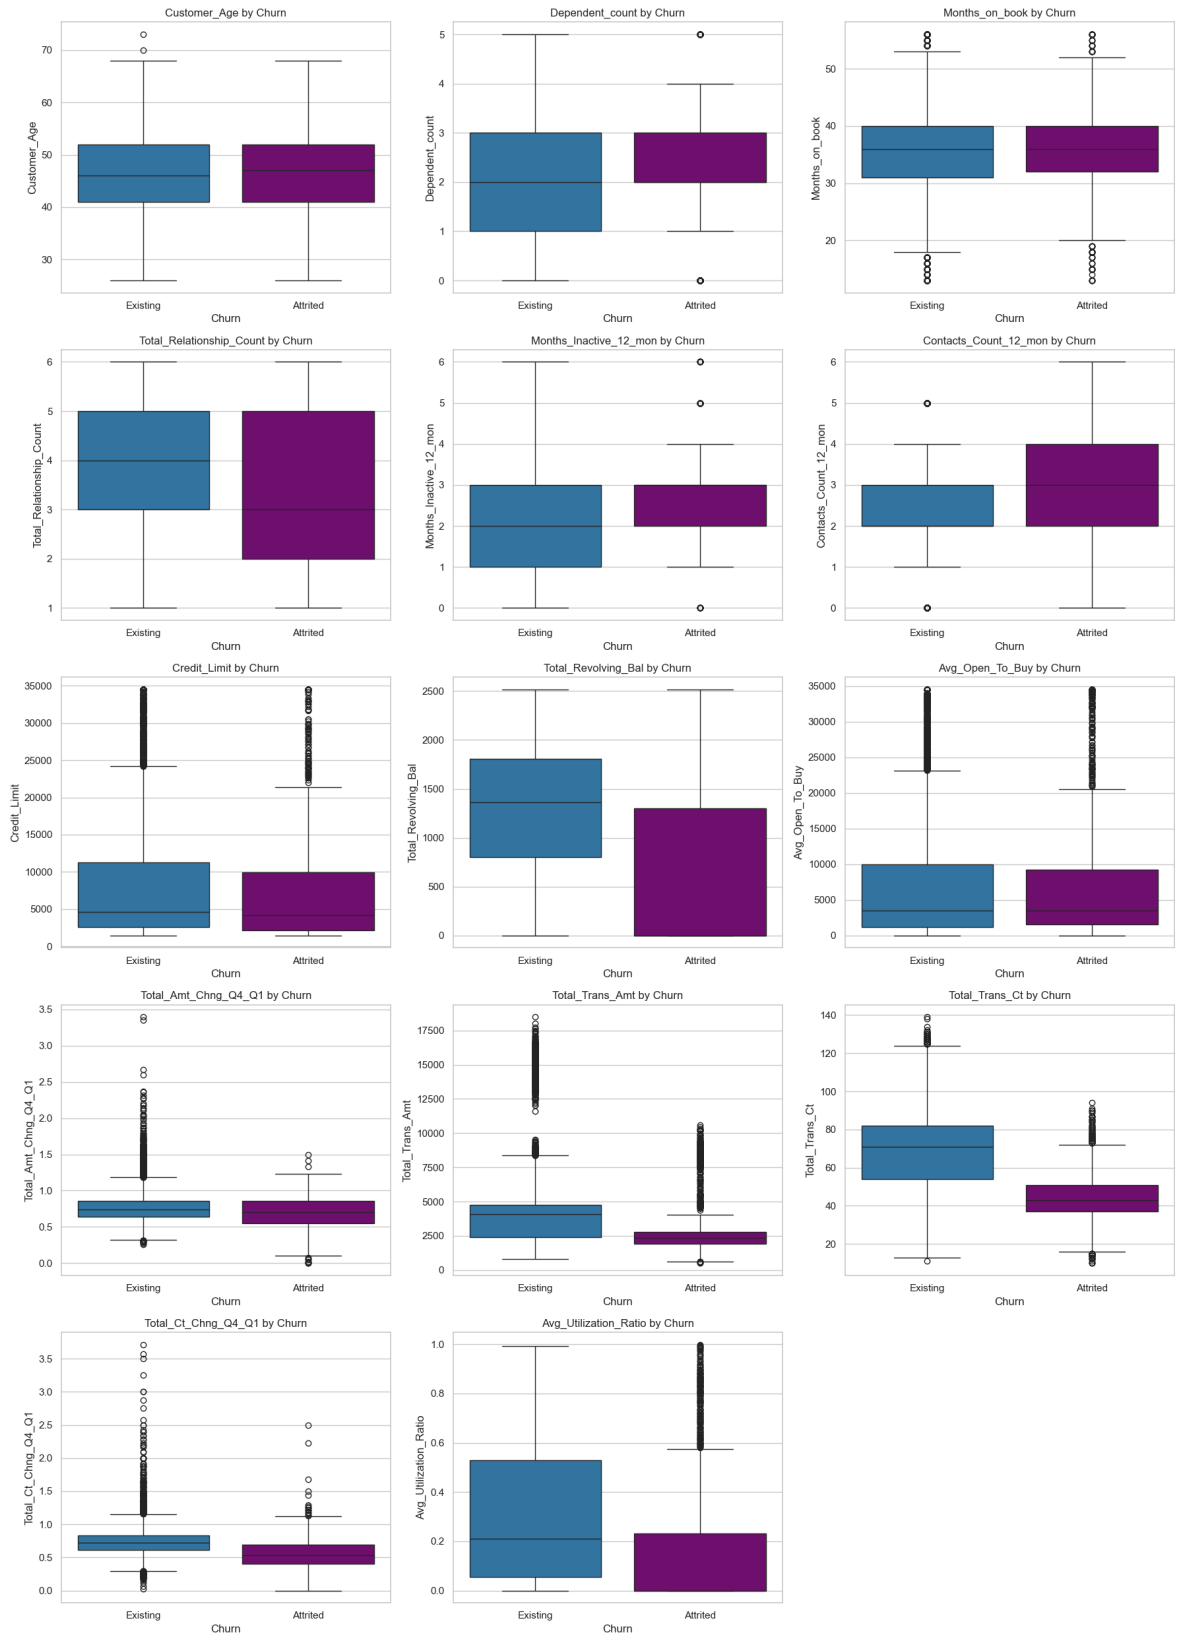 Customer_Age by Churn
Customer_Age
70
60
50
40
30
Existing
Attrited
Churn
Dependent_count by Churn
Dependent_count
5
4
3
2
1
0
Existing
Attrited
Churn
Months_on_book by Churn
Months_on_book
50
40
30
20
Existing
Attrited
Churn
Total_Relationship_Count by Churn
Total_Relationship_Count
6
5
4
3
2
1
Existing
Attrited
Churn
Months_Inactive_12_mon by Churn
Months_Inactive_12_mon
6
5
4
3
2
1
0
Existing
Attrited
Churn
Contacts_Count_12_mon by Churn
Contacts_Count_12_mon
6
5
4
3
2
1
0
Existing
Attrited
Churn
Credit_Limit by Churn
Credit_Limit
35000
30000
25000
20000
15000
10000
5000
0
Existing
Attrited
Churn
Total_Revolving_Bal by Churn
Total_Revolving_Bal
2500
2000
1500
1000
500
0
Existing
Attrited
Churn
Avg_Open_To_Buy by Churn
Avg_Open_To_Buy
35000
30000
25000
20000
15000
10000
5000
0
Existing
Attrited
Churn
Total_Amt_Chng_Q4_Q1 by Churn
Total_Amt_Chng_Q4_Q1
3.5
3.0
2.5
2.0
1.5
1.0
0.5
0.0
Existing
Attrited
Churn
Total_Trans_Amt by Churn
Total_Trans_Amt
17500
15000
12500
10000
7500
5000
2500
0
Existing
Attrited
Churn
Total_Trans_Ct by Churn
Total_Trans_Ct
140
120
100
80
60
40
20
Existing
Attrited
Churn
Total_Ct_Chng_Q4_Q1 by Churn
Total_Ct_Chng_Q4_Q1
3.5
3.0
2.5
2.0
1.5
1.0
0.5
0.0
Existing
Attrited
Churn
Avg_Utilization_Ratio by Churn
Avg_Utilization_Ratio
1.0
0.8
0.6
0.4
0.2
0.0
Existing
Attrited
Churn